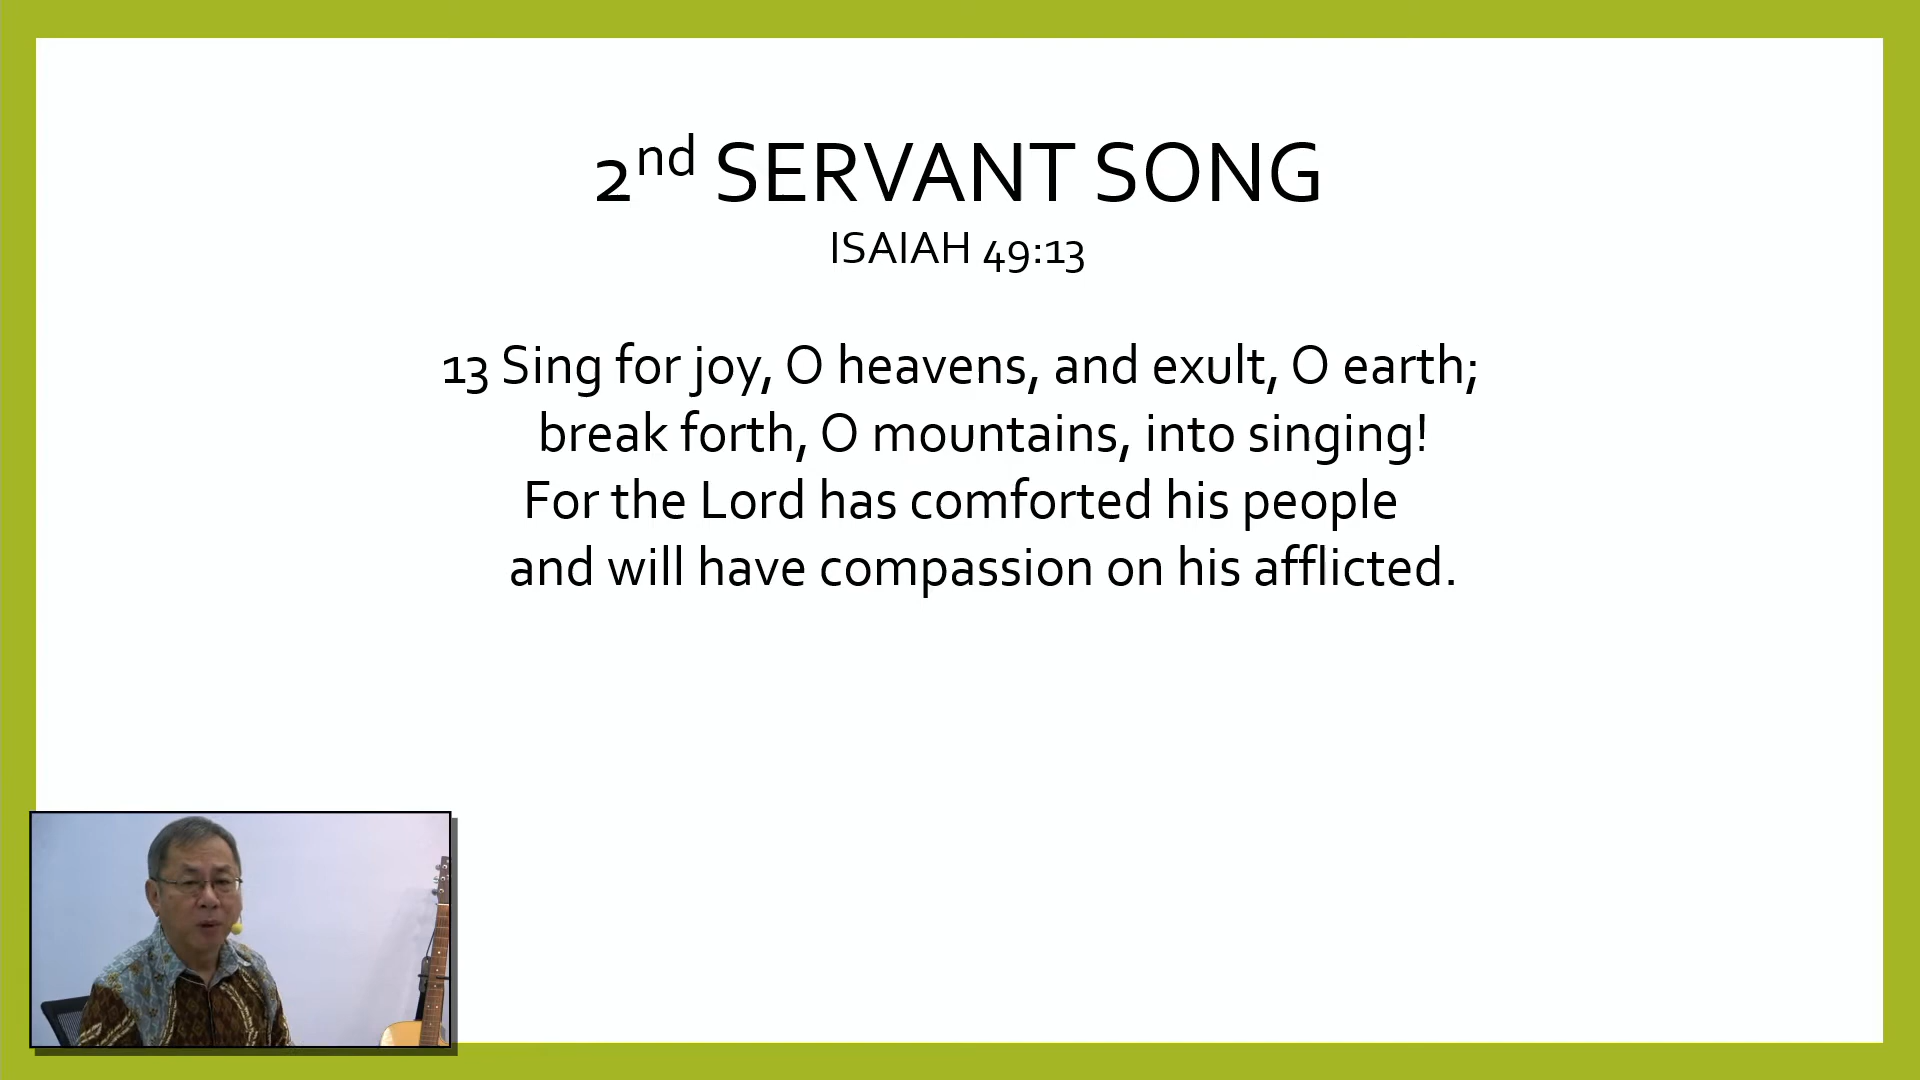 2nd SERVANT SONG
ISAIAH 49:13
13 Sing for joy, O heavens, and exult, O earth;
break forth, O mountains, into singing!
For the Lord has comforted his people
and will have compassion on his afflicted.